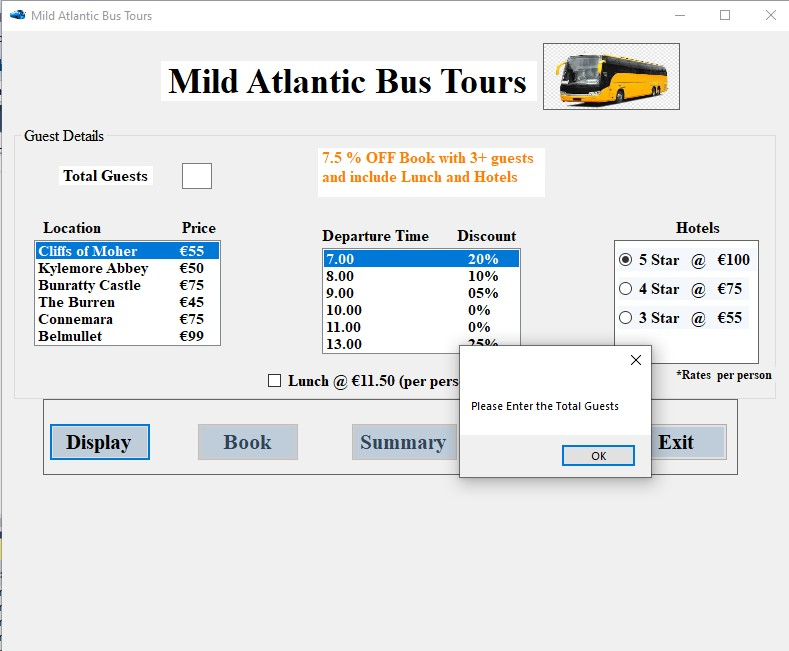 Mild Atlantic Bus Tours
Mild Atlantic Bus Tours
Guest Details
Total Guests
7.5 % OFF Book with 3+ guests
and include Lunch and Hotels
Location Price
Cliffs of Moher €55
Kylemore Abbey €50
Bunratty Castle €75
The Burren €45
Connemara €75
Belmullet €99
Departure Time Discount
7.00 20%
8.00 10%
9.00 05%
10.00 0%
11.00 0%
13.00 25%
Hotels
5 Star @ €100
4 Star @ €75
3 Star @ €55
*Rates per person
Lunch @ €11.50 (per pers
Please Enter the Total Guests
OK
Display Book Summary Exit